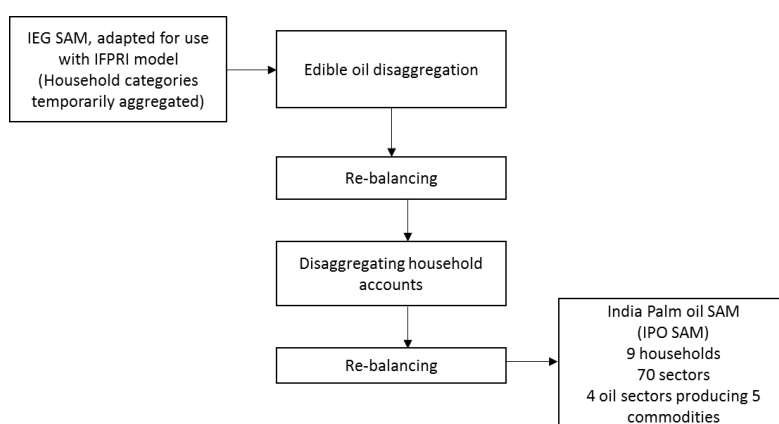 IEG SAM, adapted for use
with IFPRI model
(Household categories
temporarily aggregated)
Edible oil disaggregation
Re-balancing
Disaggregating household
accounts
Re-balancing
India Palm oil SAM
(IPO SAM)
9 households
70 sectors
4 oil sectors producing 5
commodities